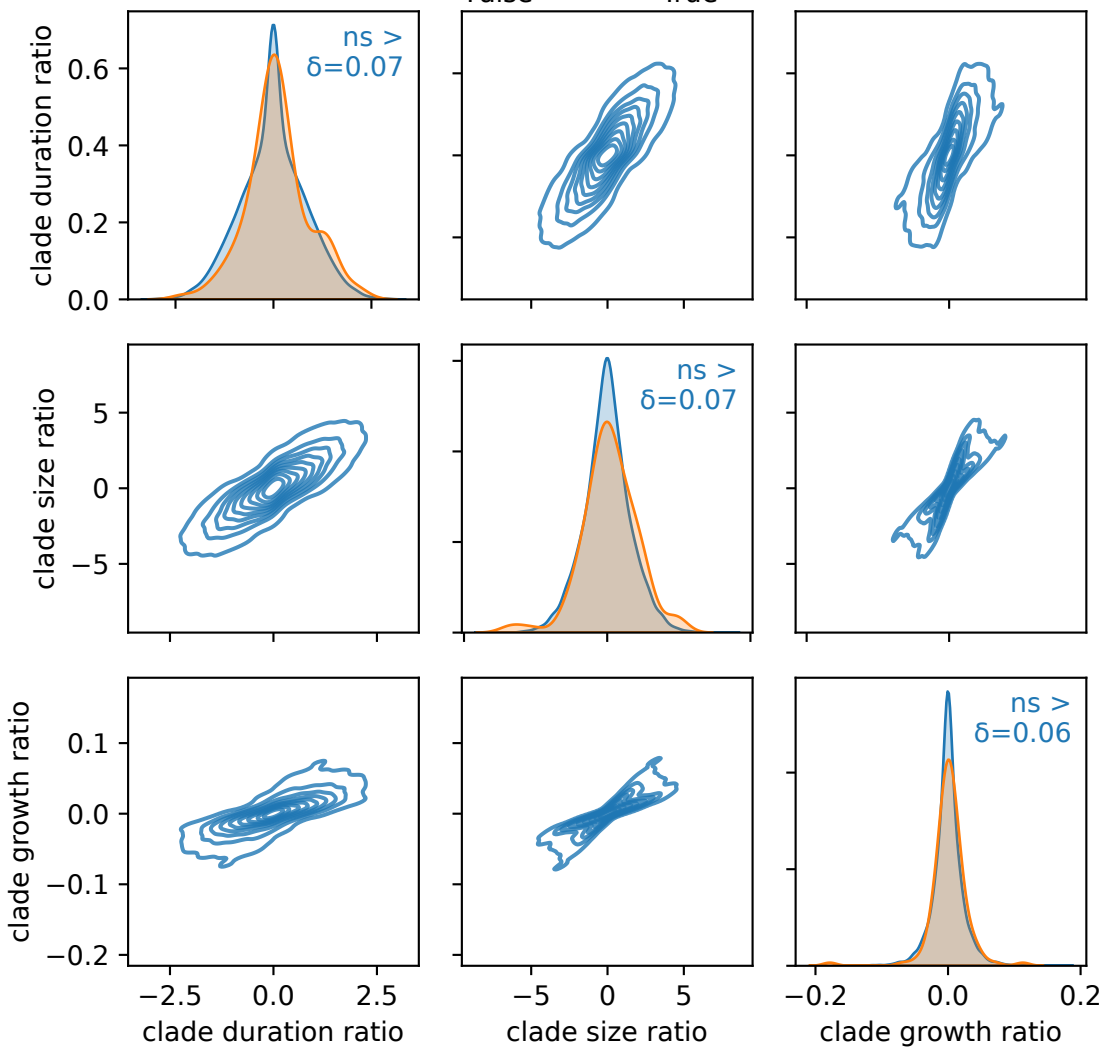 clade duration ratio
0.6
0.4
0.2
0.0
ns >
δ=0.07
clade size ratio
5
0
−5
ns >
δ=0.07
clade growth ratio
0.1
0.0
−0.1
−0.2
ns >
δ=0.06
−2.5 0.0 2.5
−5 0 5
−0.2 0.0 0.2
clade duration ratio
clade size ratio
clade growth ratio